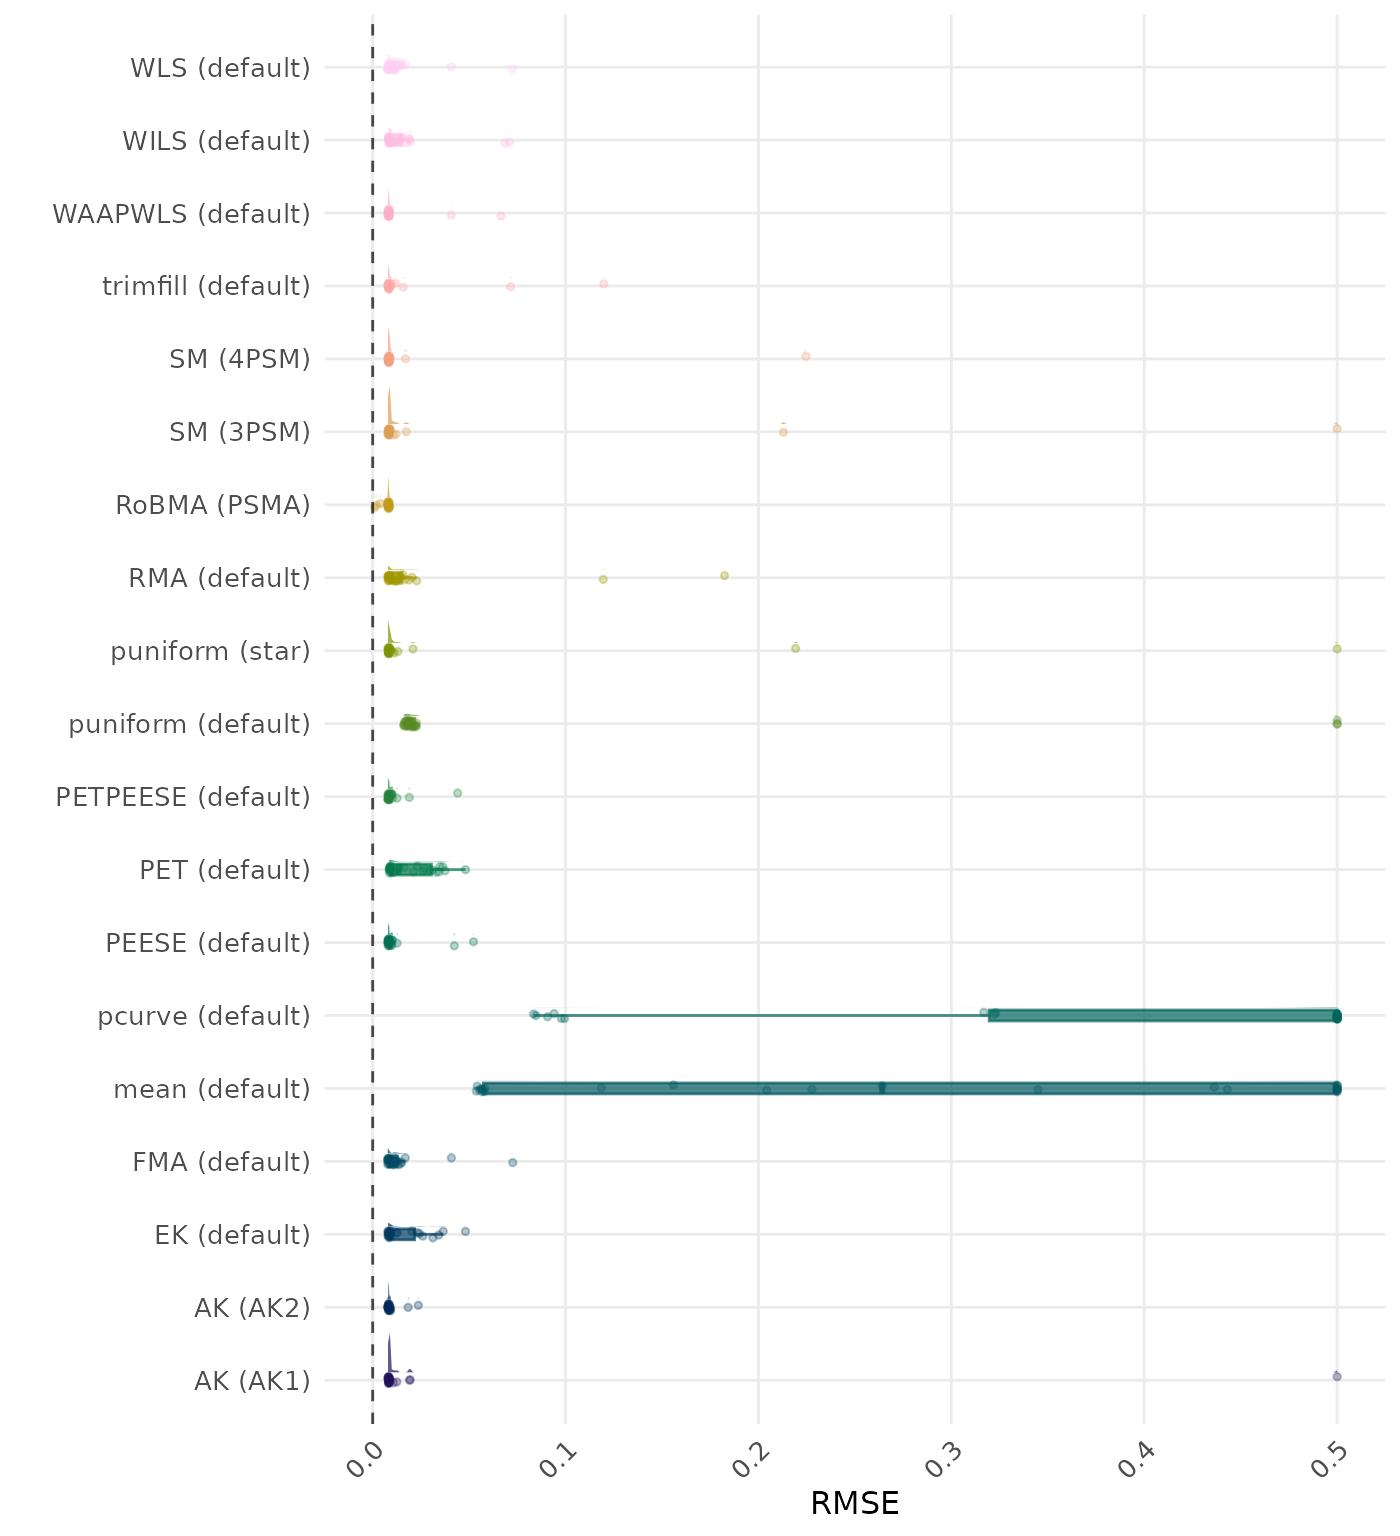 WLS (default)
WILS (default)
WAAPWLS (default)
trimfill (default)
SM (4PSM)
SM (3PSM)
RoBMA (PSMA)
RMA (default)
puniform (star)
puniform (default)
PETPEESE (default)
PET (default)
PEESE (default)
pcurve (default)
mean (default)
FMA (default)
EK (default)
AK (AK2)
AK (AK1)
0.0 0.1 0.2 0.3 0.4 0.5
RMSE